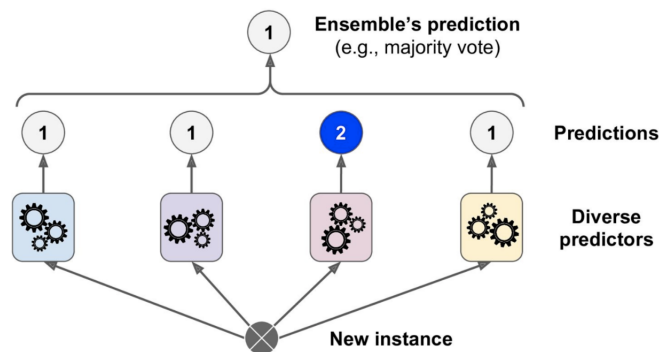 1
Ensemble's prediction
(e.g., majority vote)
1
1
2
1
Predictions
Diverse
predictors
New instance